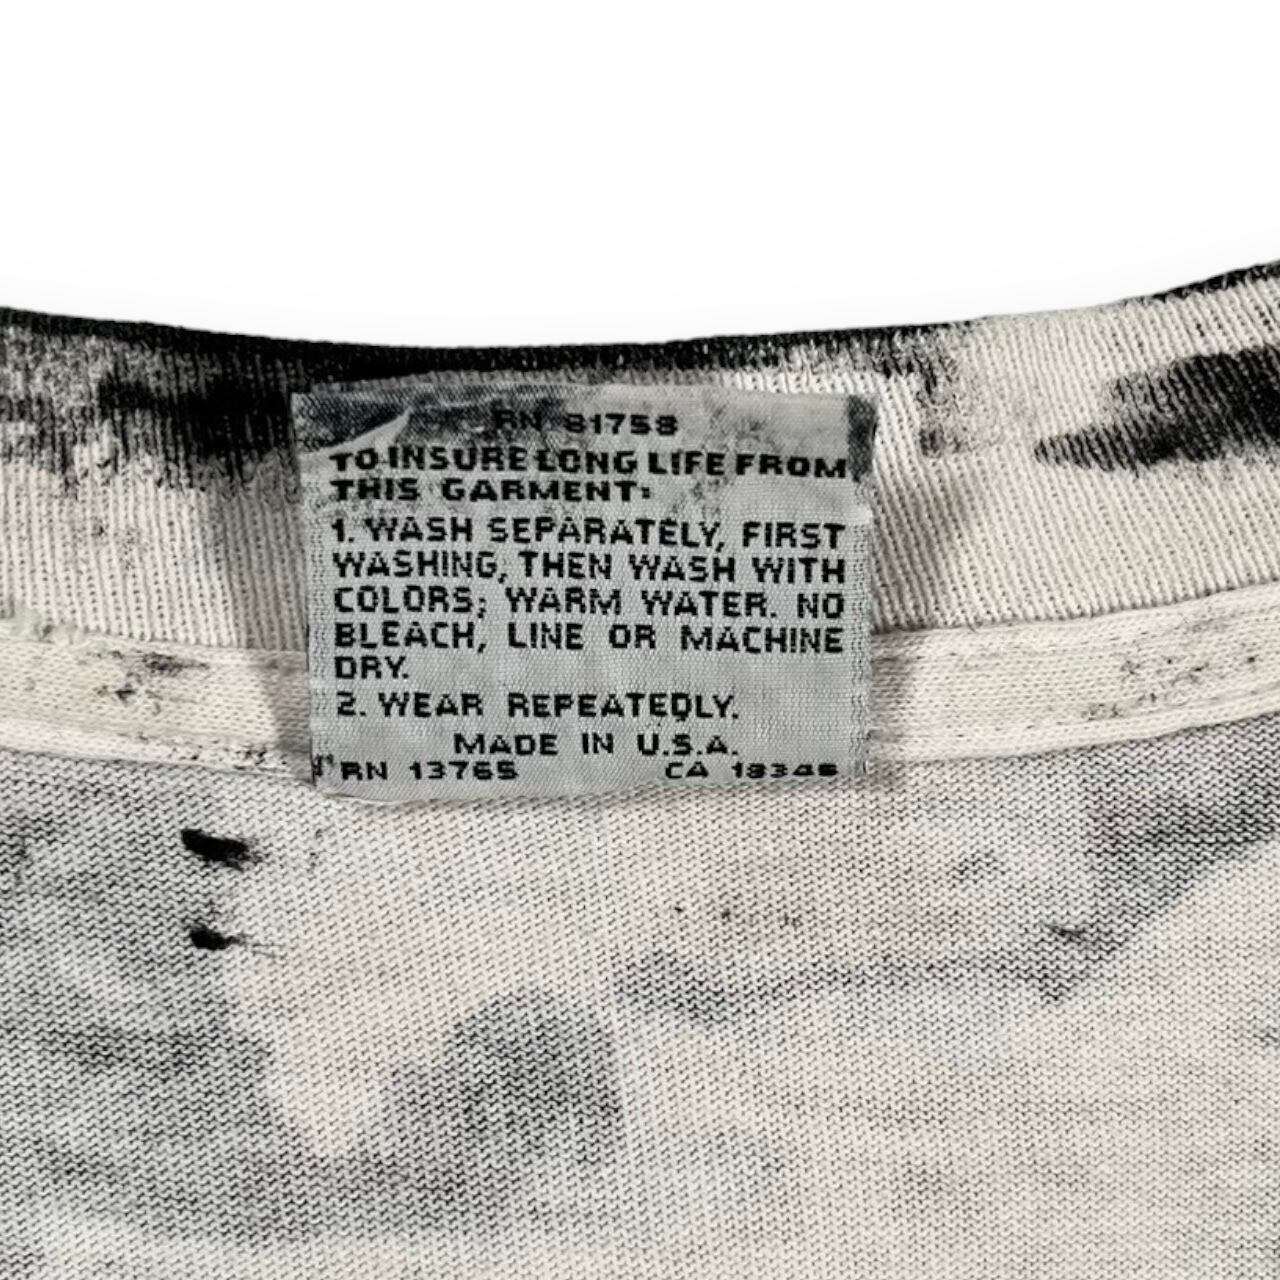 RN 81758
TO INSURE LONG LIFE FROM
THIS GARMENT:
1. WASH SEPARATELY, FIRST
WASHING, THEN WASH WITH
COLORS; WARM WATER. NO
BLEACH, LINE OR MACHINE
DRY.
2. WEAR REPEATEDLY.
MADE IN U.S.A.
RN 13765 CA 18346